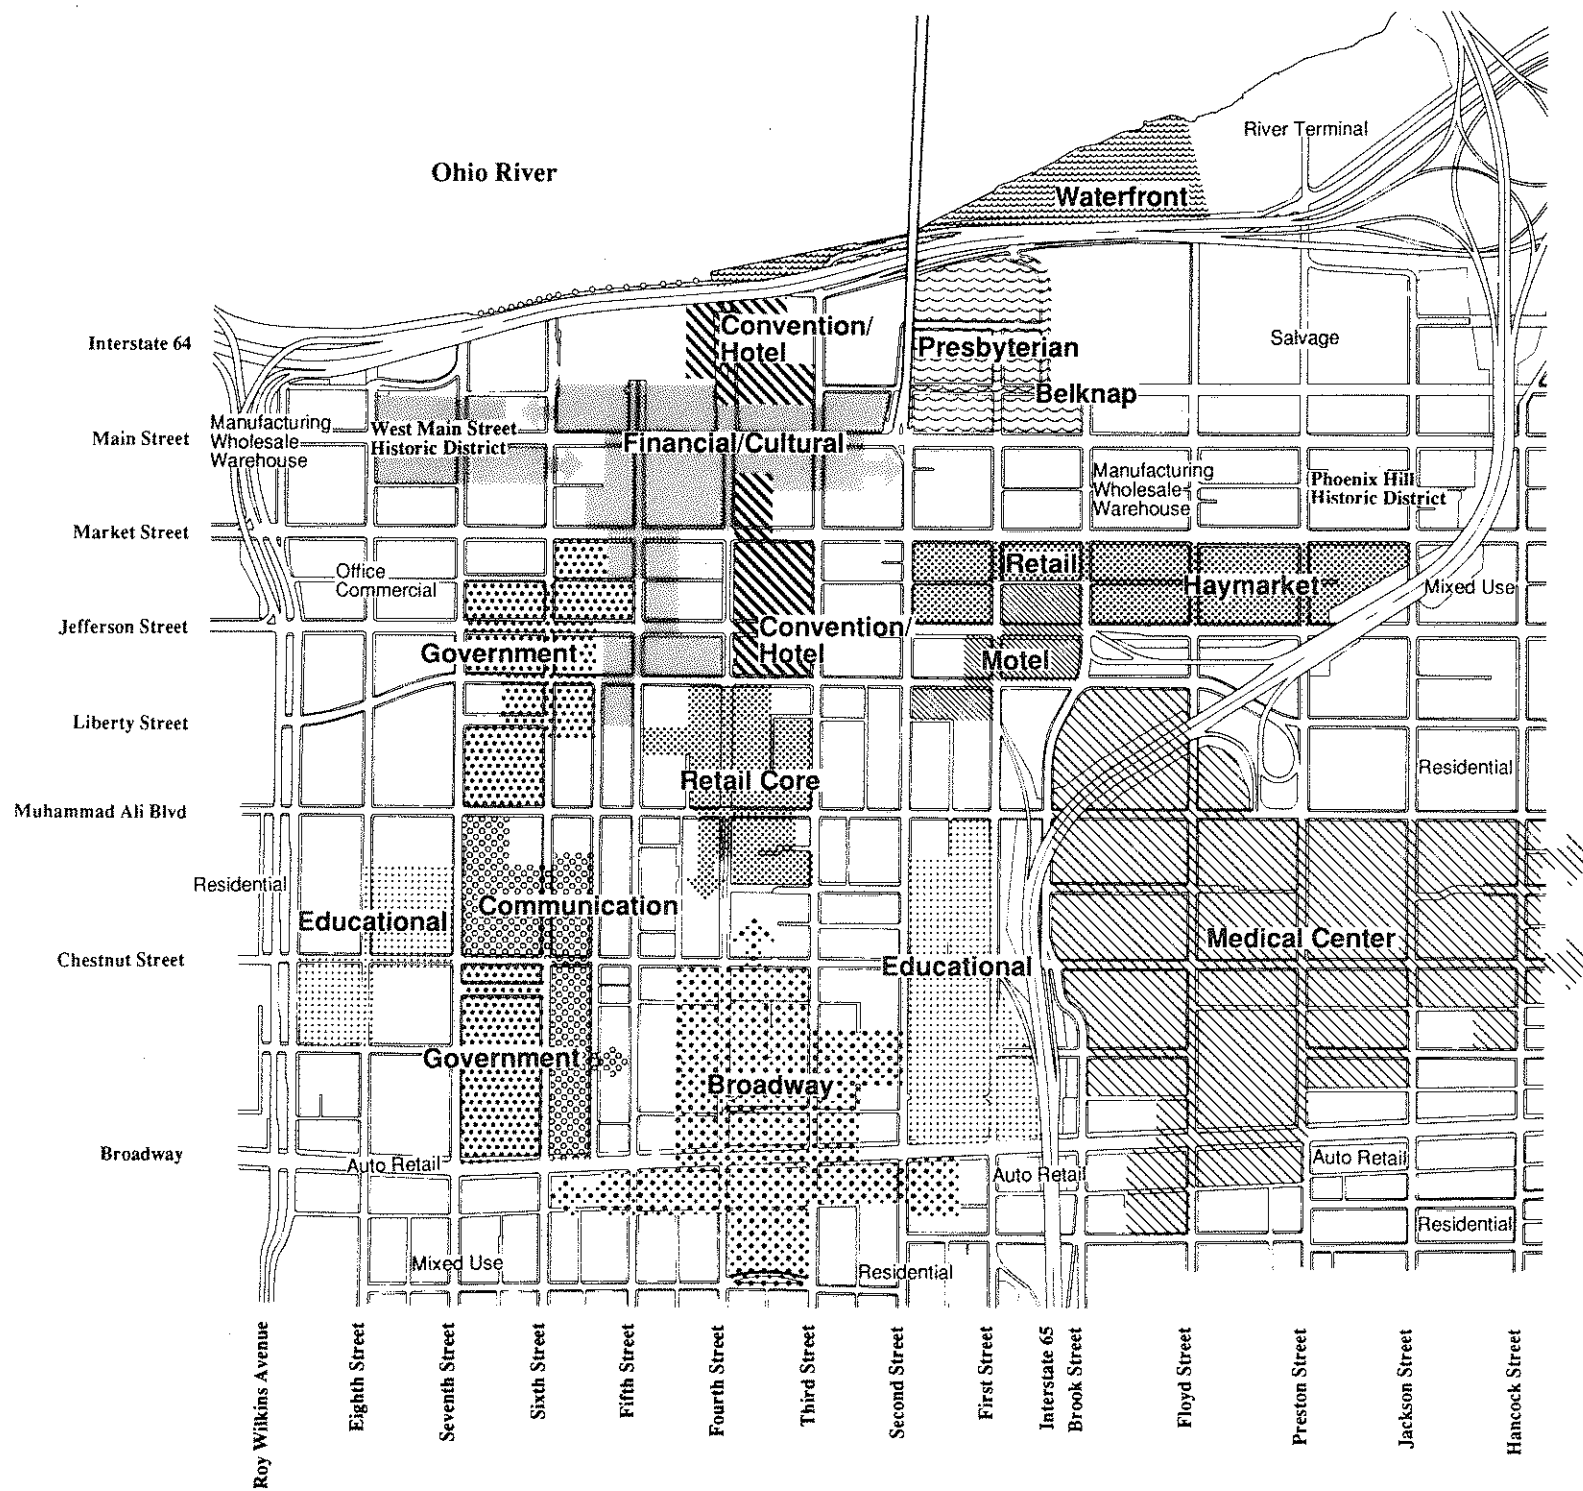 Ohio River
River Terminal
Waterfront
Interstate 64
Convention/
Hotel
Presbyterian
Salvage
Belknap
Main Street
Manufacturing
Wholesale
Warehouse
West Main Street
Historic District
Financial/Cultural
Manufacturing
Wholesale
Warehouse
Phoenix Hill
Historic District
Market Street
Office
Commercial
Retail
Haymarket
Mixed Use
Jefferson Street
Government
Convention/
Hotel
Motel
Liberty Street
Retail Core
Residential
Muhammad Ali Blvd
Residential
Educational
Communication
Medical Center
Chestnut Street
Educational
Government
Broadway
Broadway
Auto Retail
Auto Retail
Auto Retail
Residential
Mixed Use
Residential
Roy Wilkins Avenue
Eighth Street
Seventh Street
Sixth Street
Fifth Street
Fourth Street
Third Street
Second Street
First Street
Interstate 65
Brook Street
Floyd Street
Preston Street
Jackson Street
Hancock Street